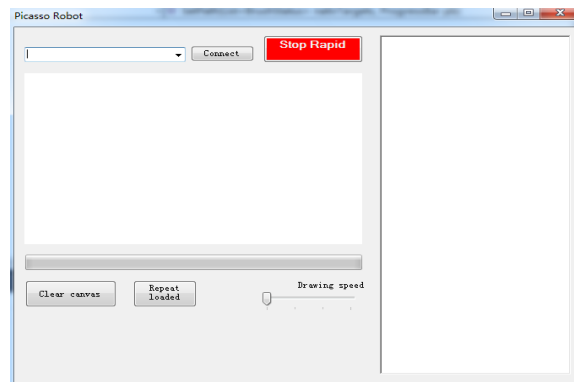 Picasso Robot
Connect
Stop Rapid
Clear canvas
Repeat
loaded
Drawing speed